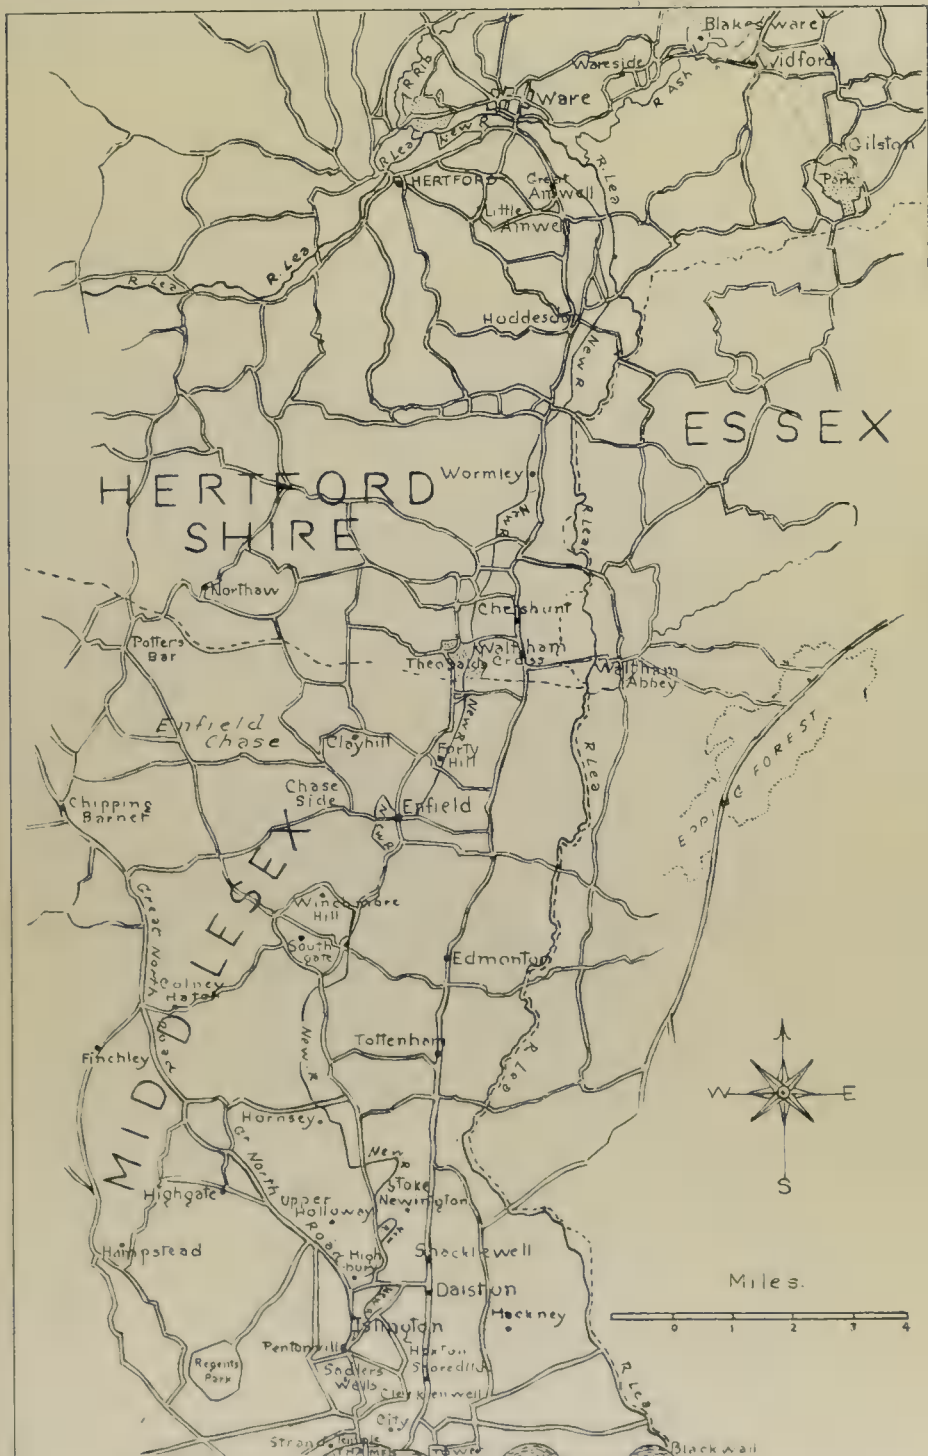 Blakesware
Wareside
Widford
R Rib
Ware
R Ash
R Lea
New R
Gilston
Park
HERTFORD
Great
Amwell
R Lea
Little
Amwell
R. Lea
R. Lea
Hoddesdon
New R
ESSEX
Wormley
HERTFORD
SHIRE
New R
R Lea
Northaw
Cheshunt
Potters
Bar
Theobalds
Waltham
Cross
Waltham
Abbey
Enfield
Chase
New R
Clayhill
Forty
Hill
R Lea
EPPING FOREST
Chase
Side
Chipping
Barnet
Enfield
New R
MIDDLESEX
Great North Road
Winchmore
Hill
South
gate
Edmonton
Colney
Hatch
New R
Tottenham
R Lea
Finchley
W E
S
Hornsey
Gt North Road
New R
Stoke
Newington
Highgate
Upper
Holloway
Hampstead
High
bury
Shacklewell
Miles.
Dalston
0 1 2 3 4
Hackney
Islington
Pentonville
Hoxton
Shoreditch
Regents
Park
Sadlers
Wells
Clerkenwell
City
R Lea
Strand
Temple
THAMES
TOWER
Blackwall